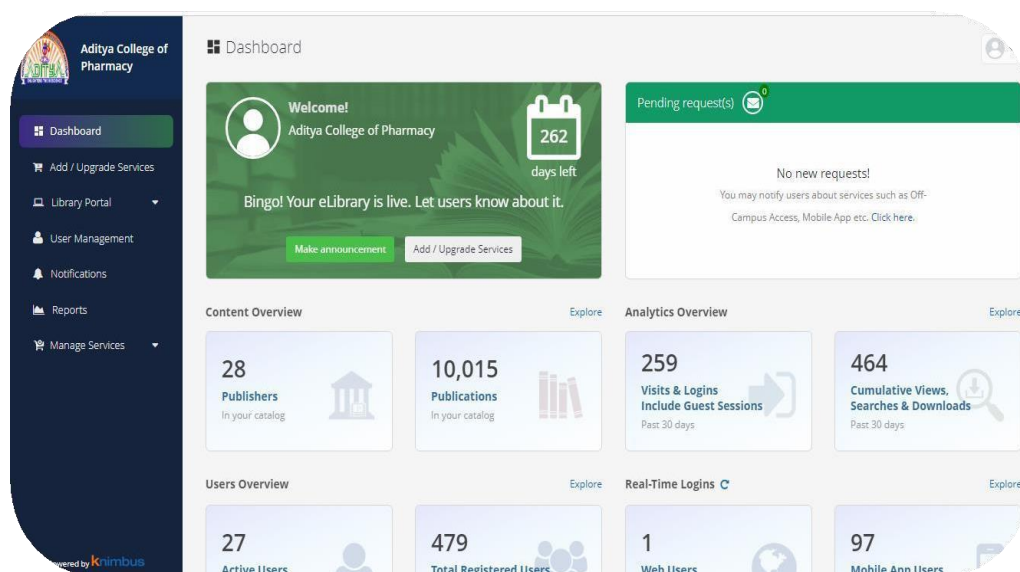 Aditya College of
Pharmacy
ADITYA
Dashboard
Add / Upgrade Services
Library Portal
User Management
Notifications
Reports
Manage Services
wered by Knimbus
Dashboard
Welcome!
Aditya College of Pharmacy
262
days left
Bingo! Your eLibrary is live. Let users know about it.
Make announcement
Add / Upgrade Services
Pending request(s)
0
No new requests!
You may notify users about services such as Off-
Campus Access, Mobile App etc. Click here.
Content Overview
Explore
28
Publishers
In your catalog
10,015
Publications
In your catalog
Analytics Overview
Explore
259
Visits & Logins
Include Guest Sessions
Past 30 days
464
Cumulative Views,
Searches & Downloads
Past 30 days
Users Overview
Explore
27
Active Users
479
Total Registered Users
Real-Time Logins
Explore
1
Web Users
97
Mobile App Users